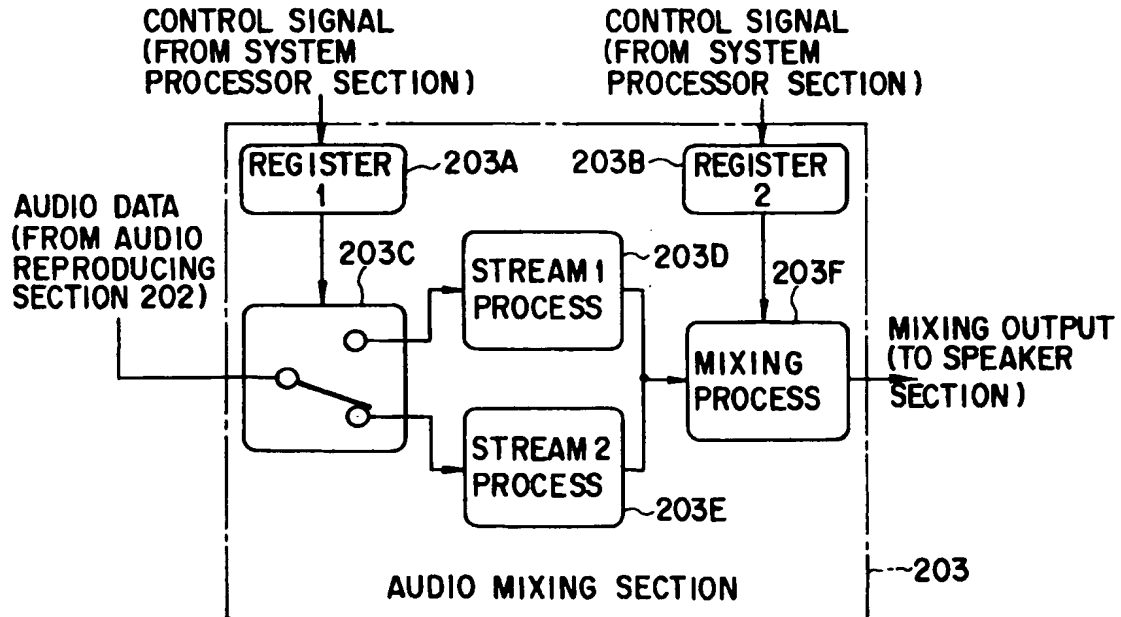 CONTROL SIGNAL
(FROM SYSTEM
PROCESSOR SECTION)
CONTROL SIGNAL
(FROM SYSTEM
PROCESSOR SECTION)
REGISTER
1
203A
203B
REGISTER
2
AUDIO DATA
(FROM AUDIO
REPRODUCING
SECTION 202)
203C
STREAM 1
PROCESS
203D
203F
MIXING
PROCESS
MIXING OUTPUT
(TO SPEAKER
SECTION)
STREAM 2
PROCESS
203E
AUDIO MIXING SECTION
203